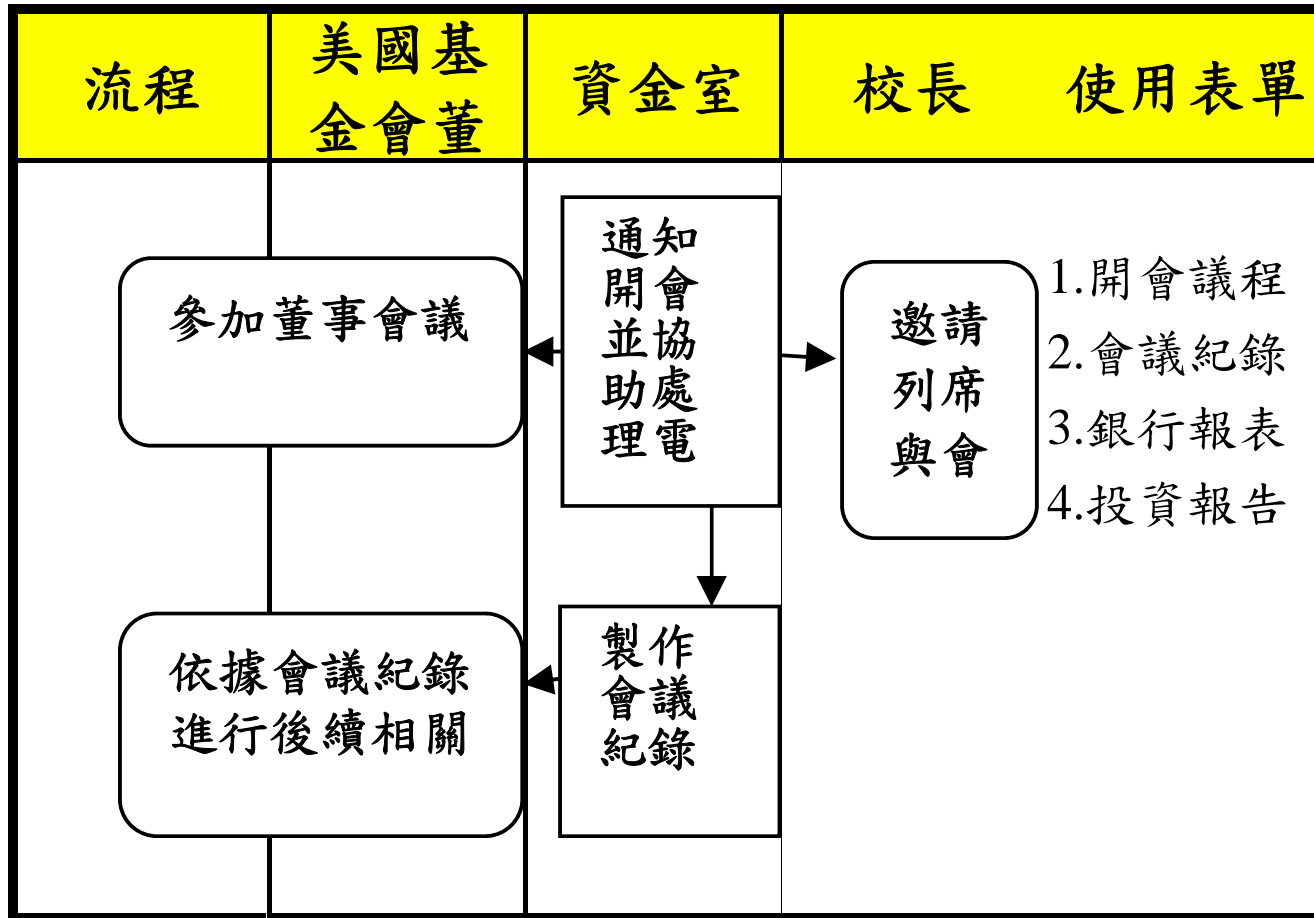 流程
美國基
金會董
資金室
校長
使用表單
通知
開會
並協
助處
理電
參加董事會議
邀請
列席
與會
1.開會議程
2.會議紀錄
3.銀行報表
4.投資報告
依據會議紀錄
進行後續相關
製作
會議
紀錄